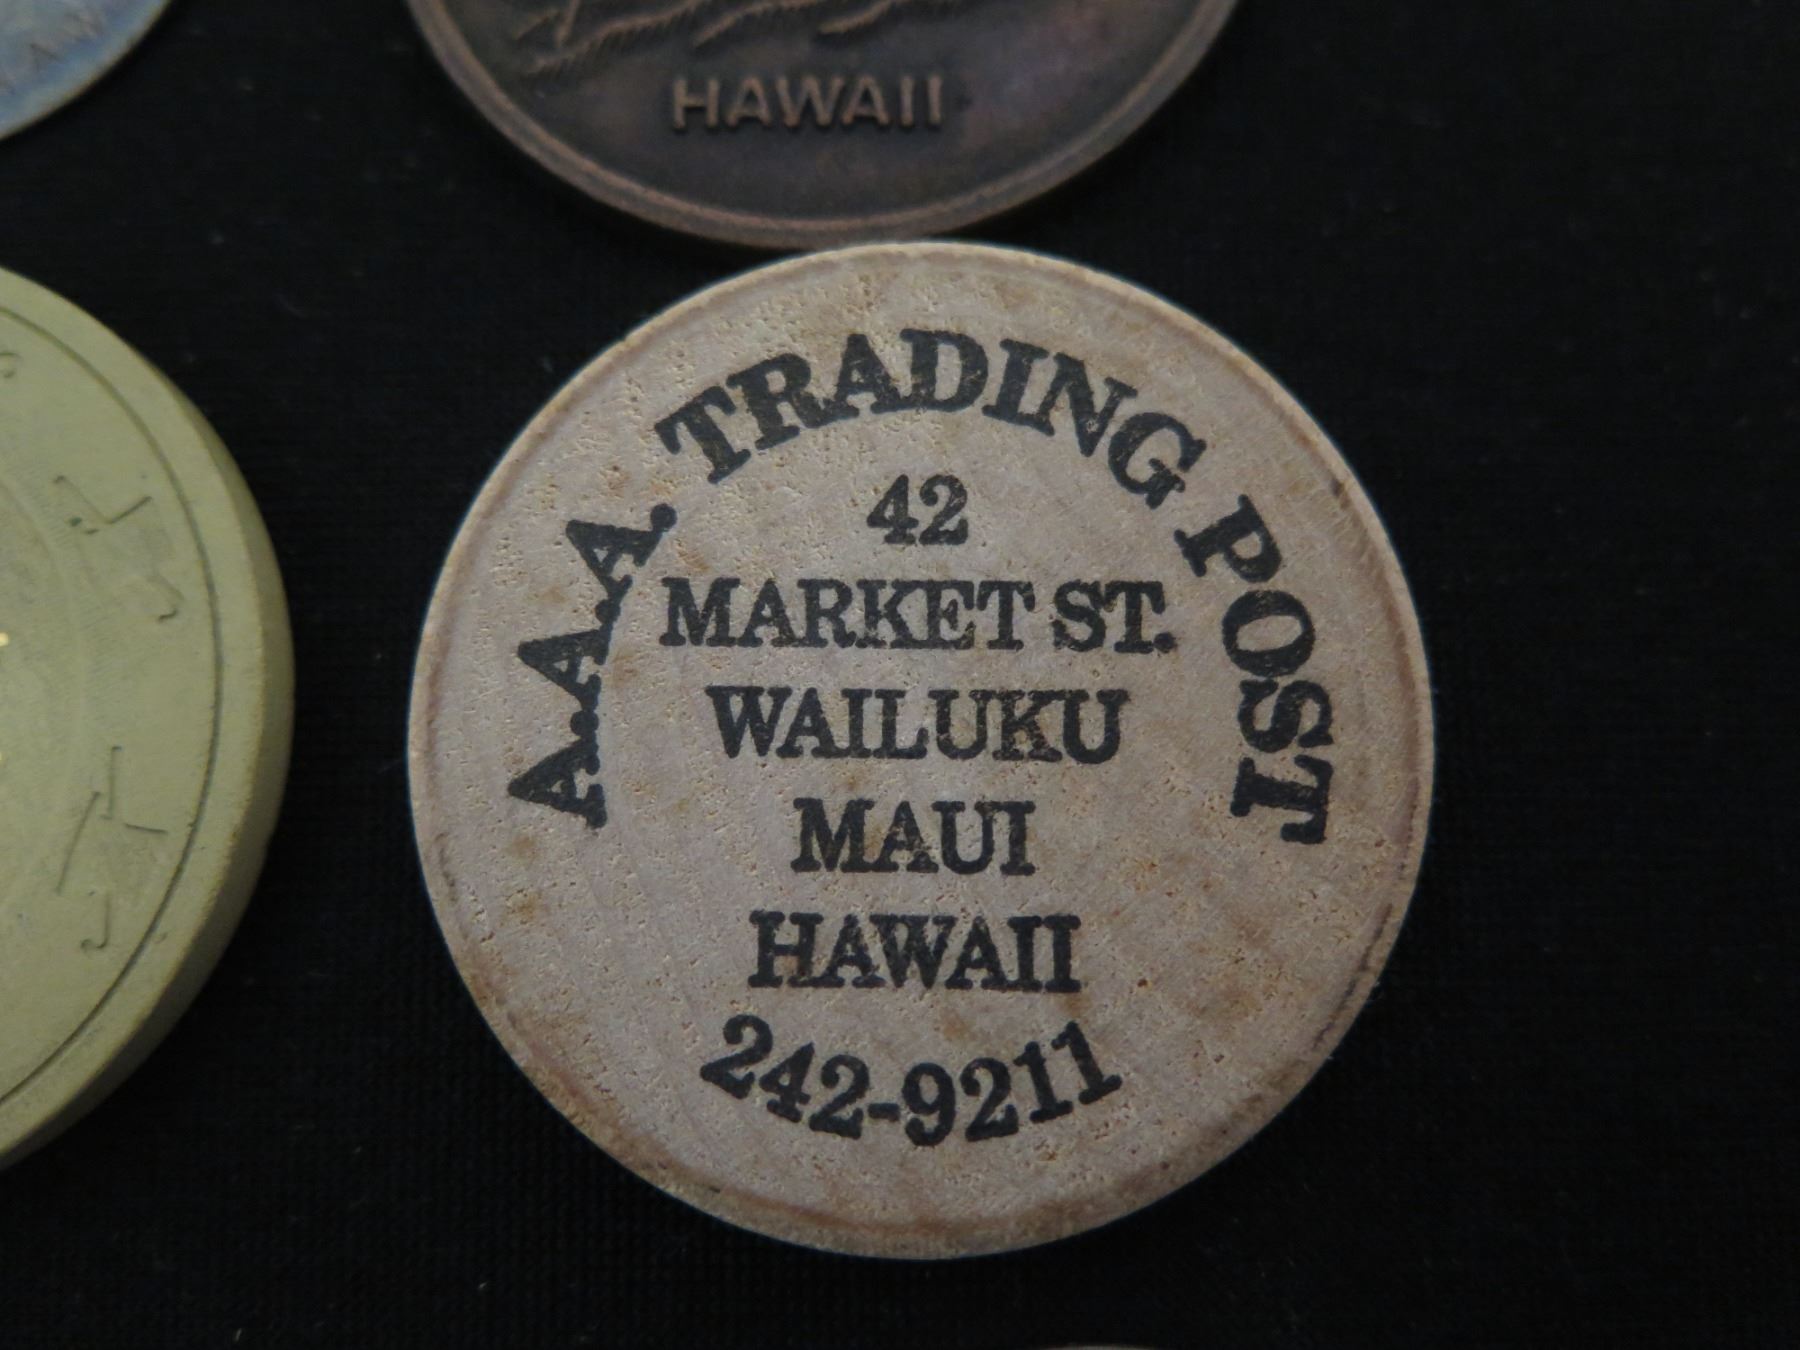 HAWAII
A.A.A. TRADING POST
42
MARKET ST.
WAILUKU
MAUI
HAWAII
242-9211